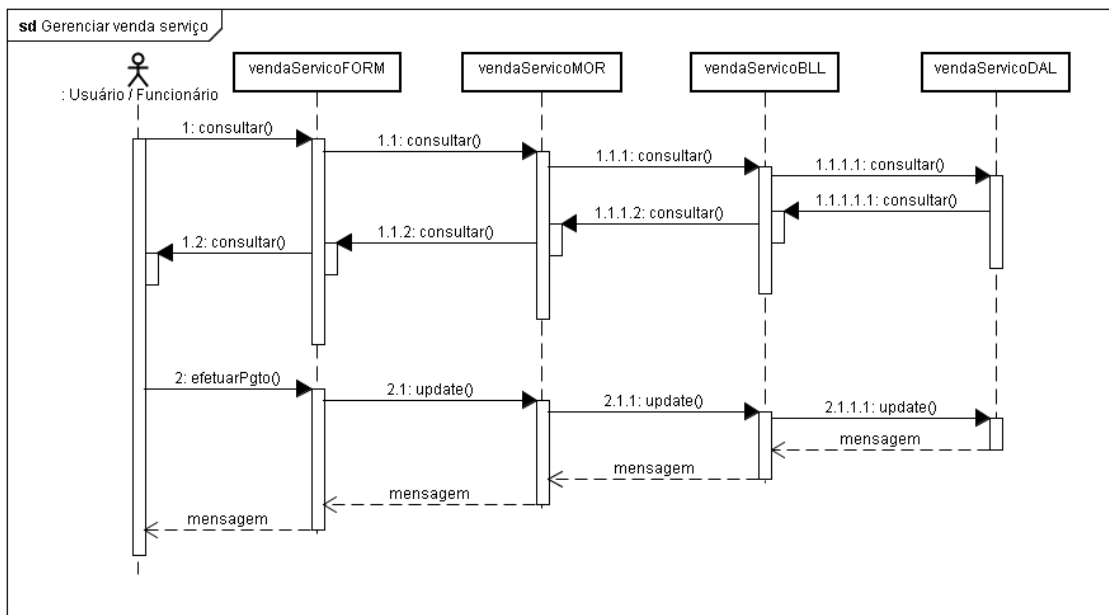 sd Gerenciar venda serviço
vendaServicoFORM
vendaServicoMOR
vendaServicoBLL
vendaServicoDAL
: Usuário / Funcionário
1: consultar()
1.1: consultar()
1.1.1: consultar()
1.1.1.1: consultar()
1.1.1.1.1: consultar()
1.1.1.2: consultar()
1.1.2: consultar()
1.2: consultar()
2: efetuarPgto()
2.1: update()
2.1.1: update()
2.1.1.1: update()
mensagem
mensagem
mensagem
mensagem